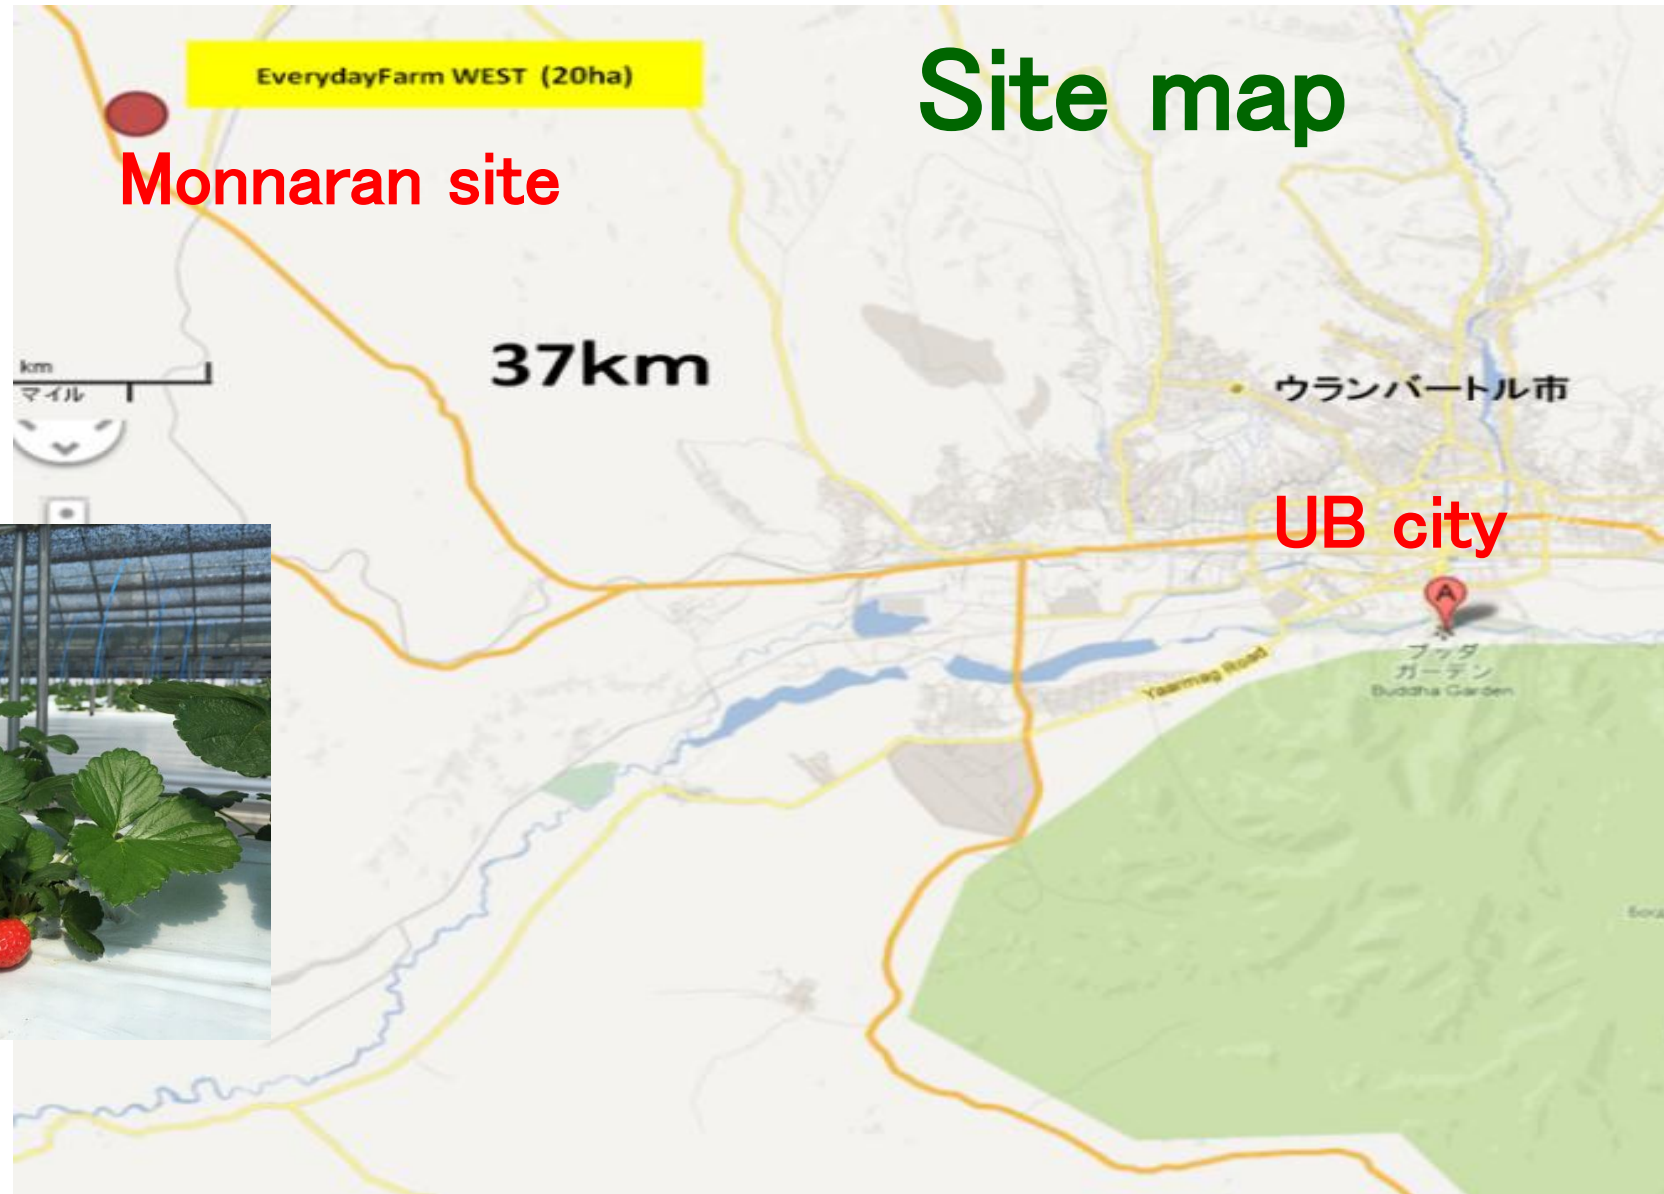 Site map
EverydayFarm WEST (20ha)
Monnaran site
37km
km
マイル
ウランバートル市
UB city
A
ブッダ
ガーデン
Buddha Garden
Yaarmag Road